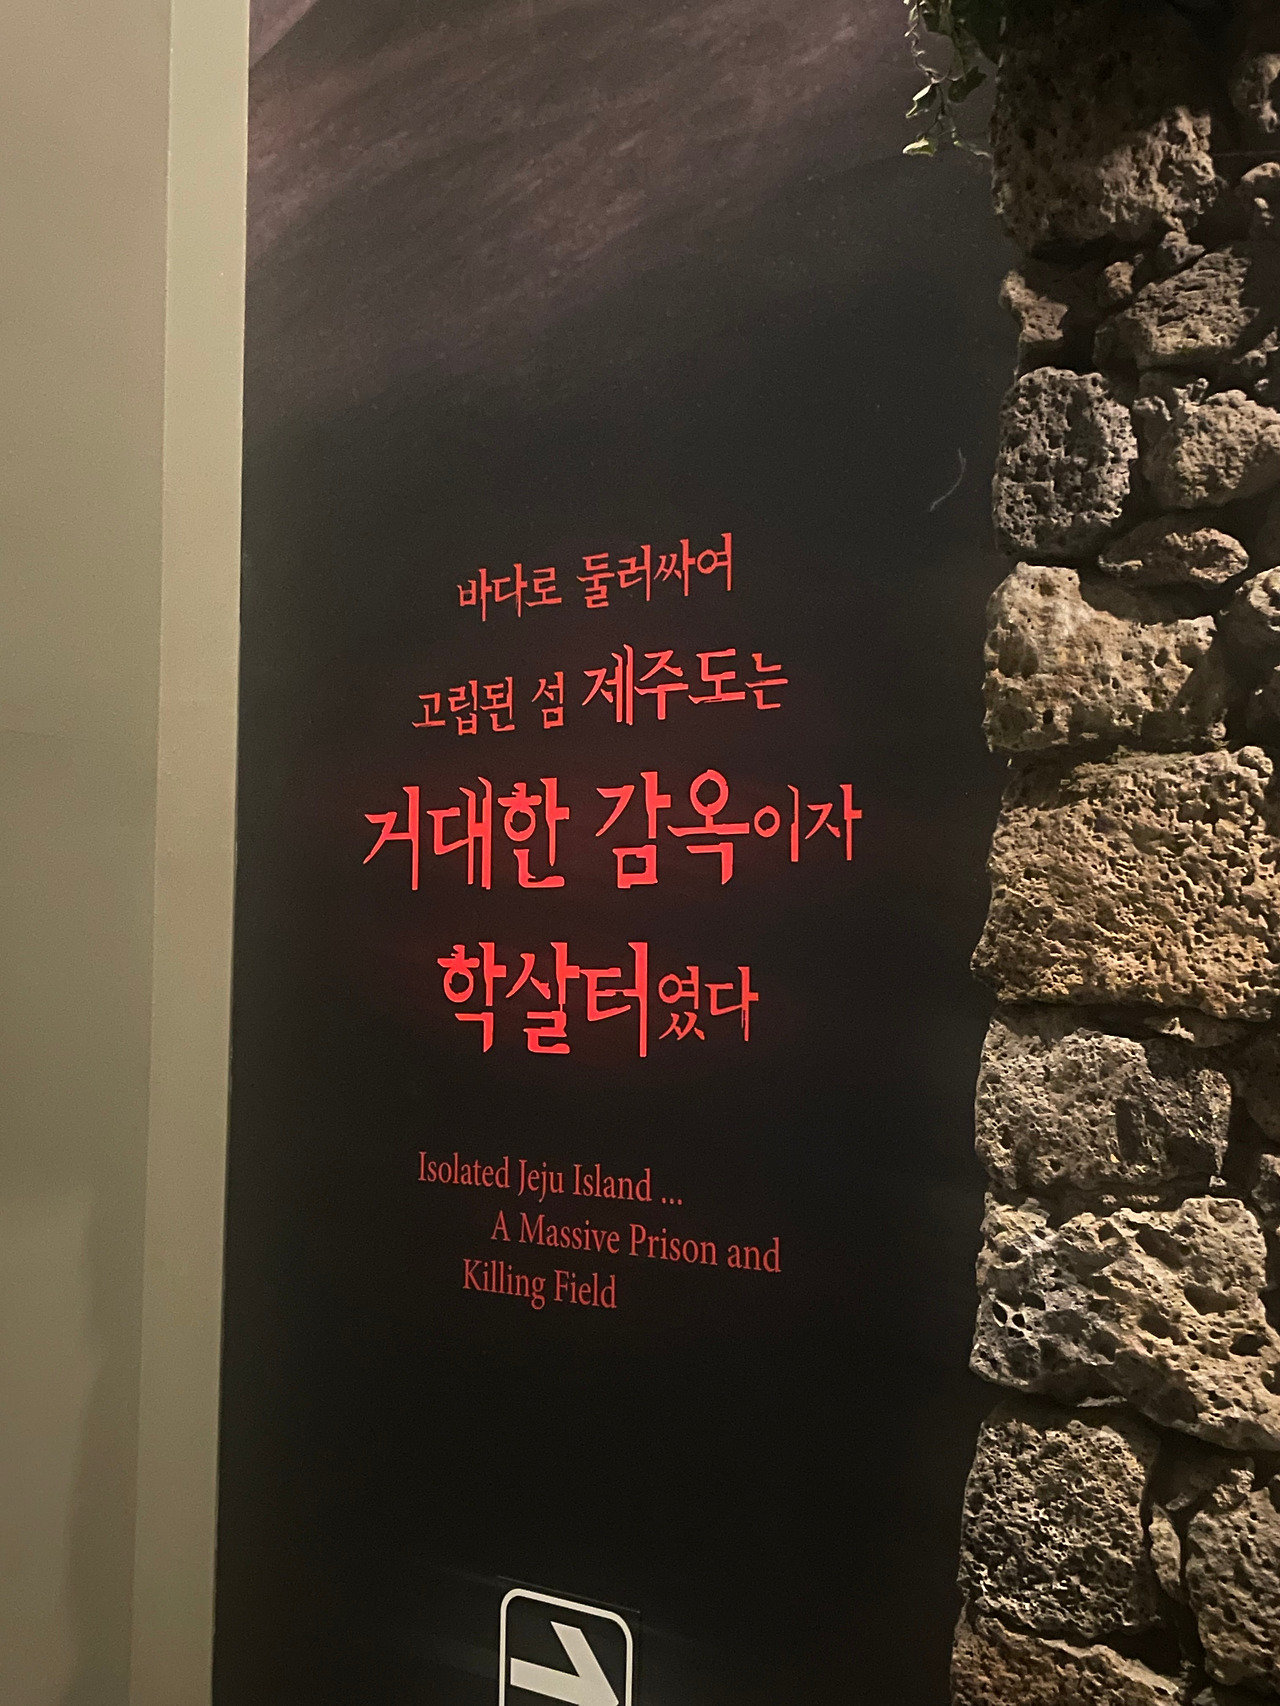 바다로 둘러싸여
고립된 섬 제주도는
거대한 감옥이자
학살터였다
Isolated Jeju Island ...
A Massive Prison and
Killing Field